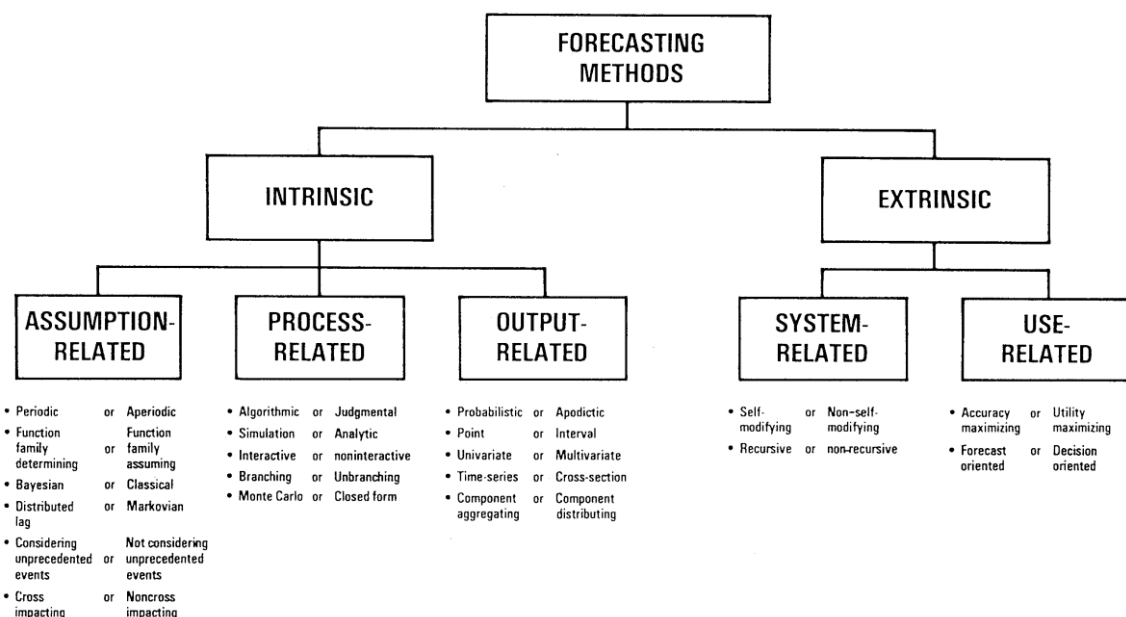 FORECASTING
METHODS
INTRINSIC
EXTRINSIC
ASSUMPTION-
RELATED
PROCESS-
RELATED
OUTPUT-
RELATED
SYSTEM-
RELATED
USE-
RELATED
• Periodic or Aperiodic
• Function Function
family or family
determining assuming
• Bayesian or Classical
• Distributed or Markovian
lag
• Considering Not considering
unprecedented or unprecedented
events events
• Cross or Noncross
impacting impacting
• Algorithmic or Judgmental
• Simulation or Analytic
• Interactive or noninteractive
• Branching or Unbranching
• Monte Carlo or Closed form
• Probabilistic or Apodictic
• Point or Interval
• Univariate or Multivariate
• Time-series or Cross-section
• Component or Component
aggregating distributing
• Self- or Non-self-
modifying modifying
• Recursive or non-recursive
• Accuracy or Utility
maximizing maximizing
• Forecast or Decision
oriented oriented